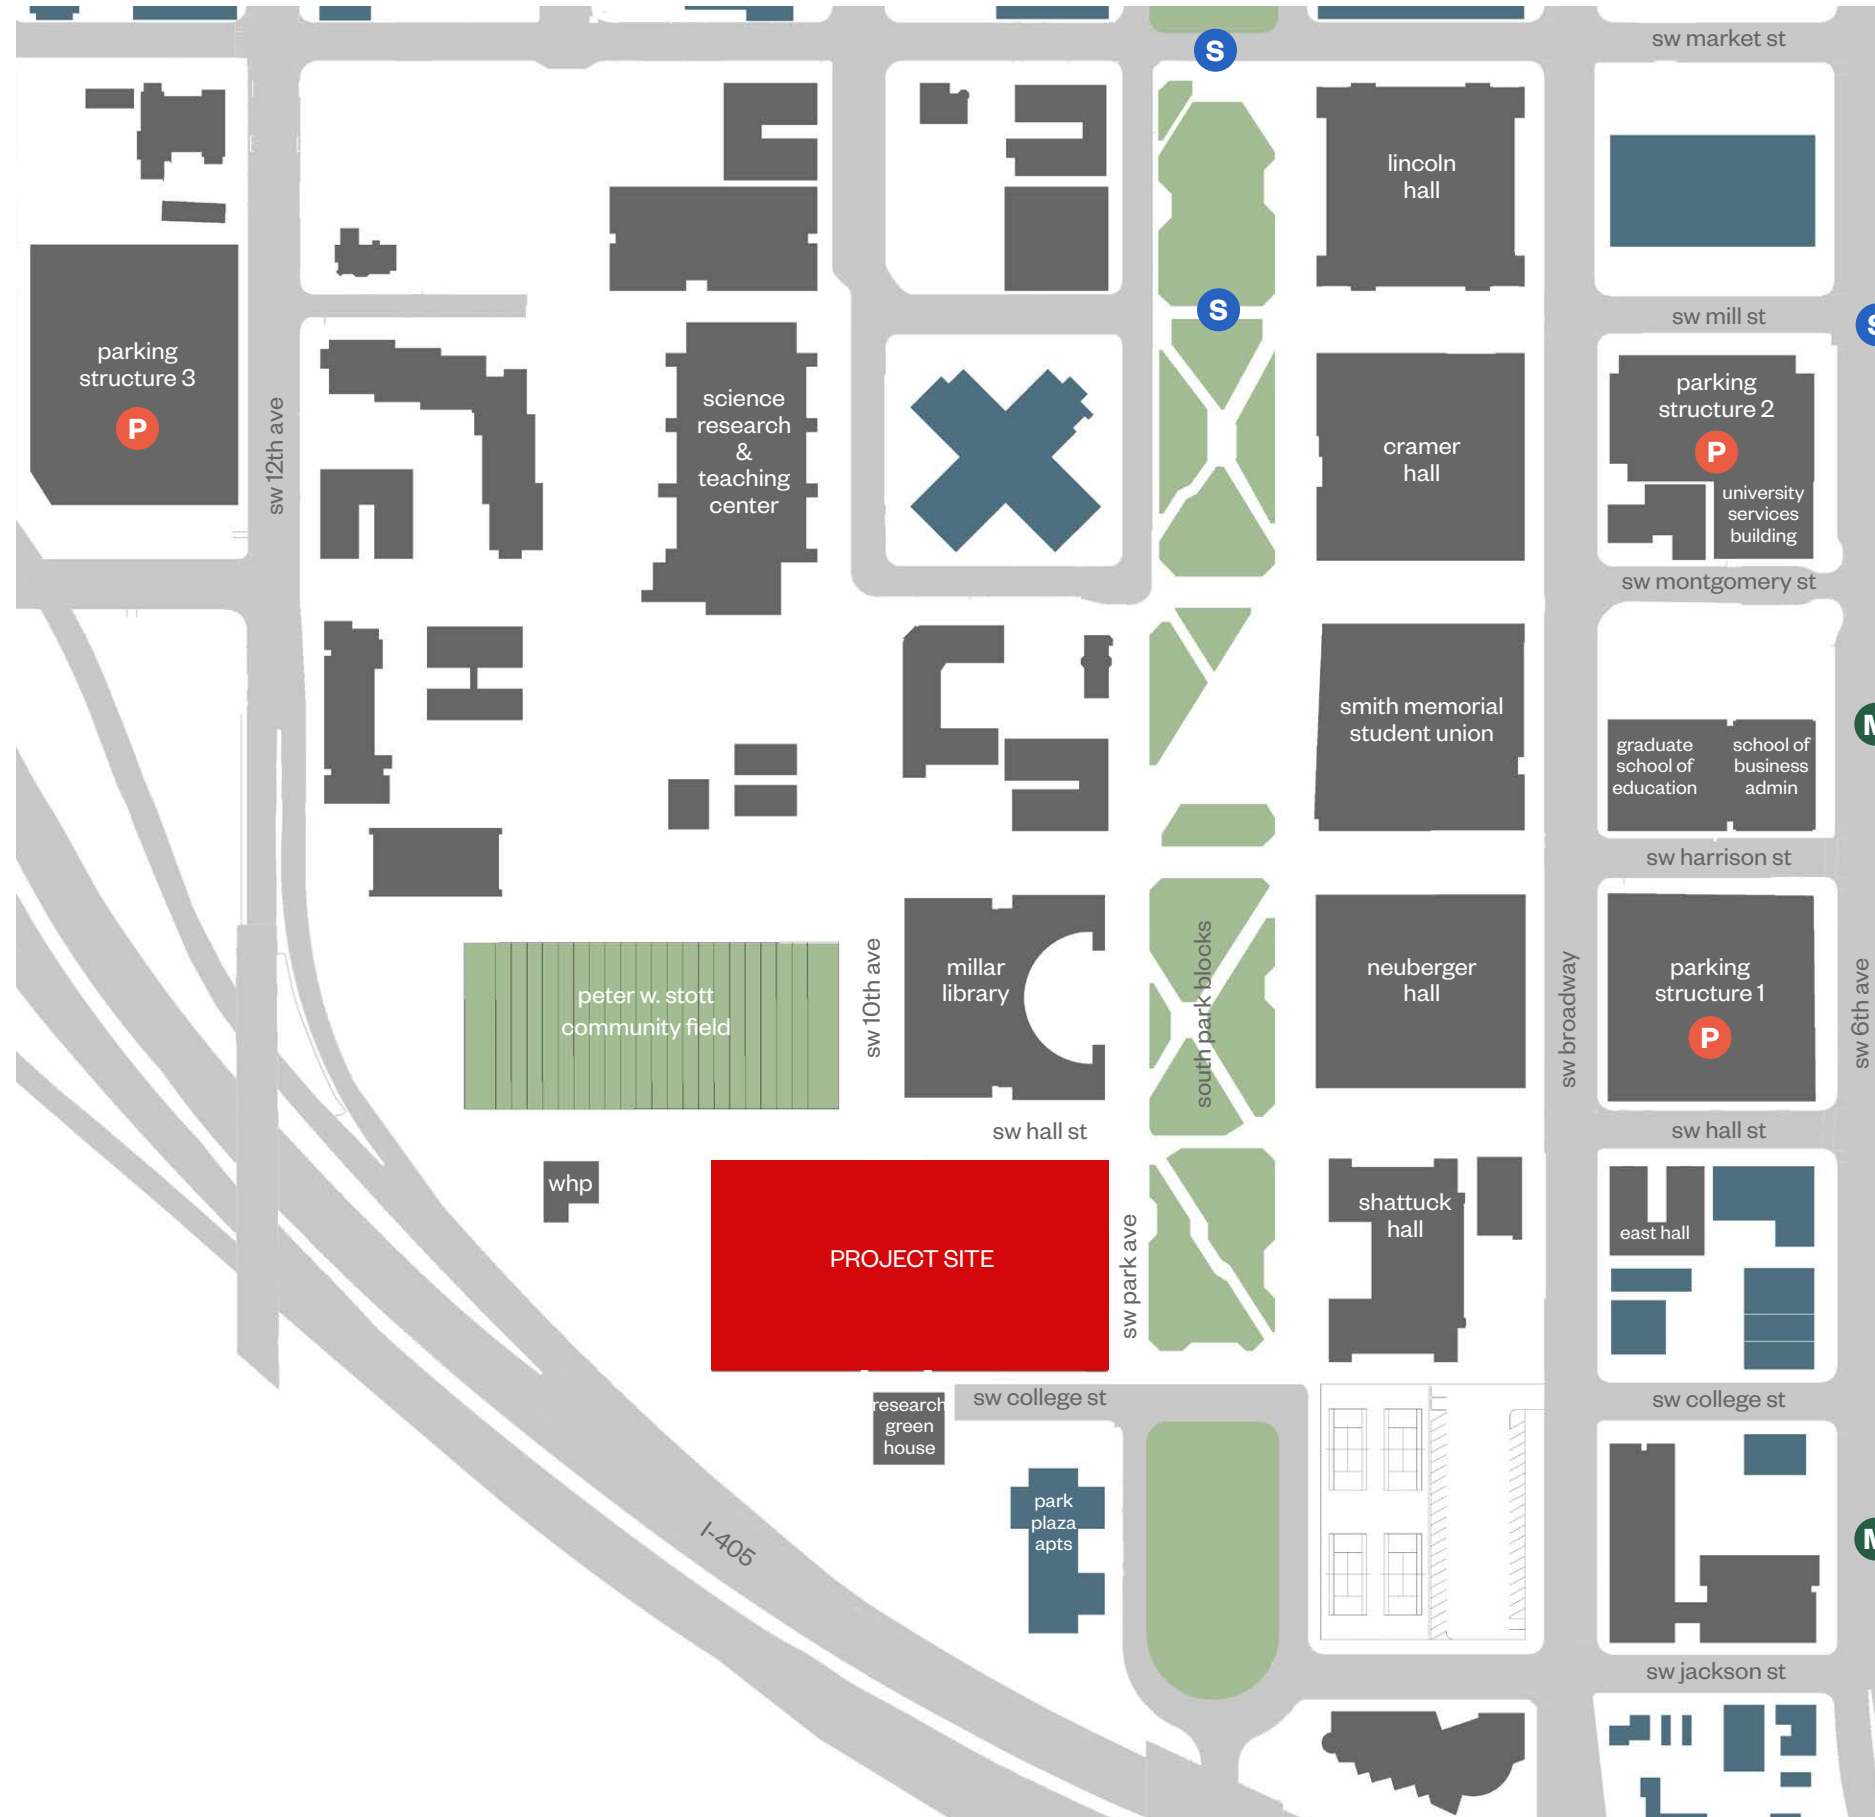 sw market st
S
lincoln
hall
S
sw mill st
S
parking
structure 3
P
sw 12th ave
science
research
&
teaching
center
cramer
hall
parking
structure 2
P
university
services
building
sw montgomery st
smith memorial
student union
M
graduate
school of
education
school of
business
admin
sw harrison st
peter w. stott
community field
sw 10th ave
millar
library
south park blocks
neuberger
hall
sw broadway
parking
structure 1
P
sw 6th ave
sw hall st
sw hall st
whp
PROJECT SITE
sw park ave
shattuck
hall
east hall
research
green
house
sw college st
sw college st
park
plaza
apts
I-405
M
sw jackson st